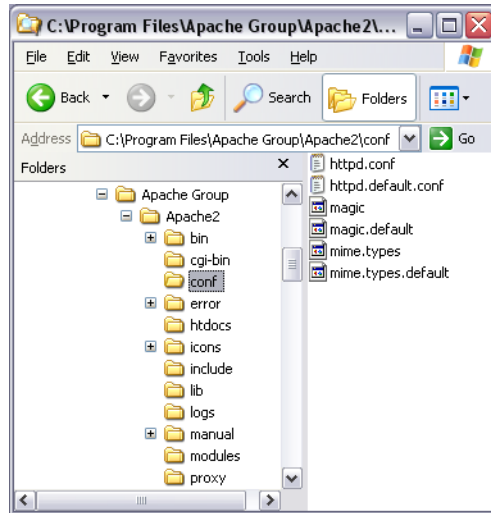 C:\Program Files\Apache Group\Apache2\...
File Edit View Favorites Tools Help
Back Search Folders
Address C:\Program Files\Apache Group\Apache2\conf Go
Folders
Apache Group
Apache2
bin
cgi-bin
conf
error
htdocs
icons
include
lib
logs
manual
modules
proxy
httpd.conf
httpd.default.conf
magic
magic.default
mime.types
mime.types.default